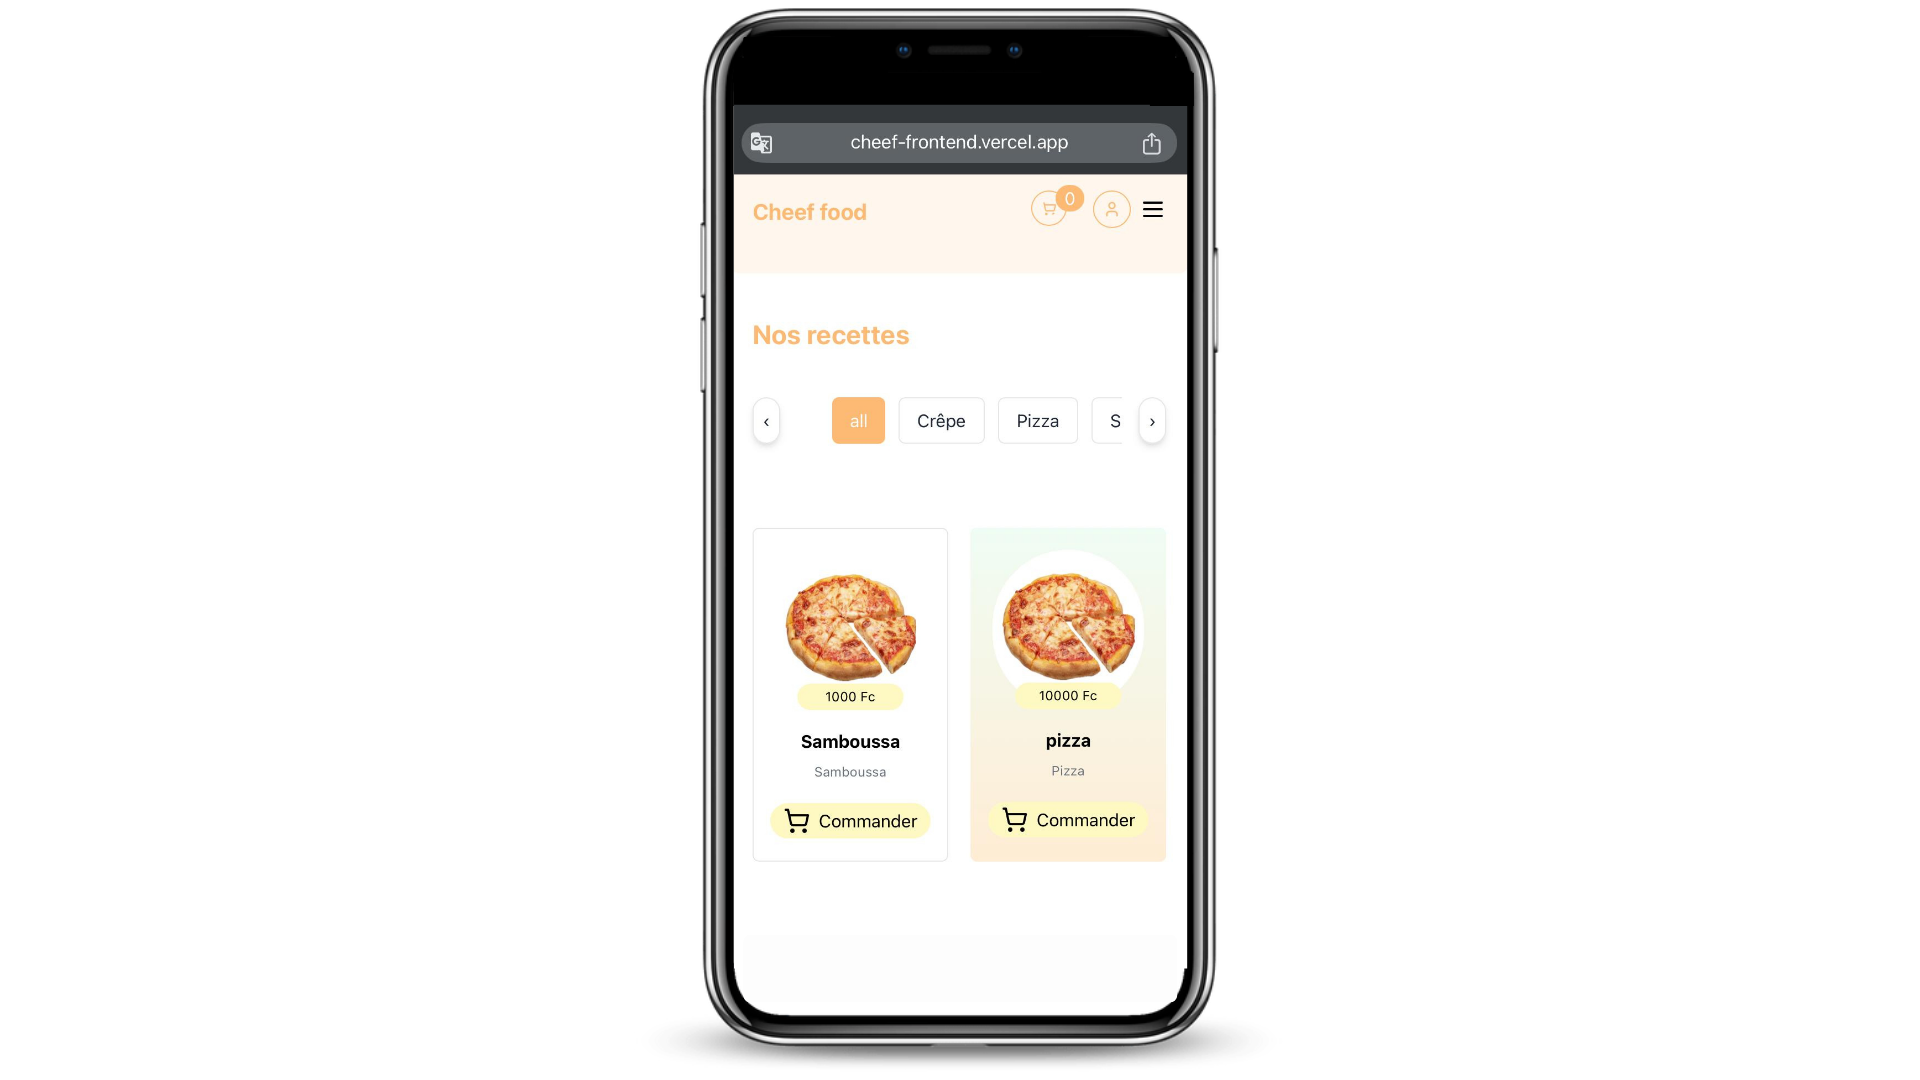 cheef-frontend.vercel.app
Cheef food
0
Nos recettes
‹ all Crêpe Pizza S ›
1000 Fc
Samboussa
Samboussa
Commander
10000 Fc
pizza
Pizza
Commander